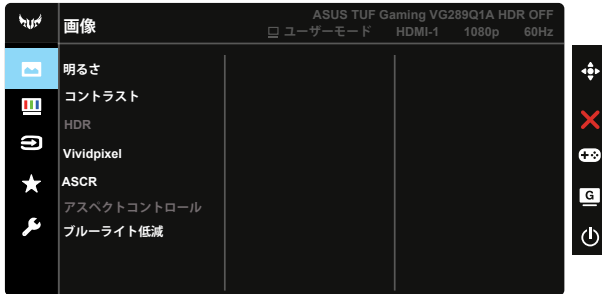 ASUS TUF Gaming VG289Q1A HDR OFF
画像
ユーザーモード HDMI-1 1080p 60Hz
明るさ
コントラスト
HDR
Vividpixel
ASCR
アスペクトコントロール
ブルーライト低減
G